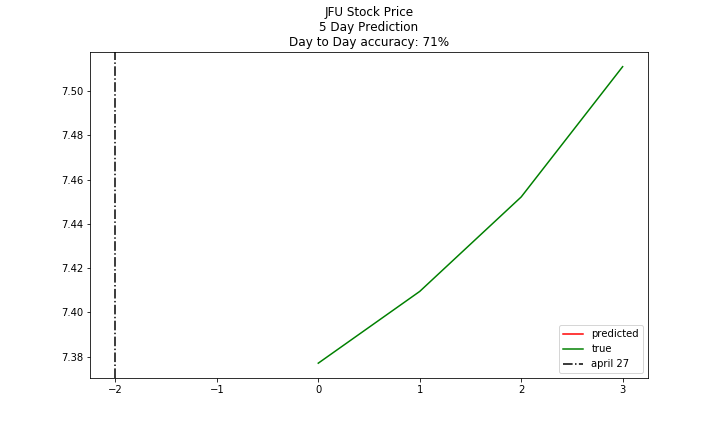 JFU Stock Price
5 Day Prediction
Day to Day accuracy: 71%
7.50
7.48
7.46
7.44
7.42
7.40
7.38
−2
−1
0
1
2
3
predicted
true
april 27